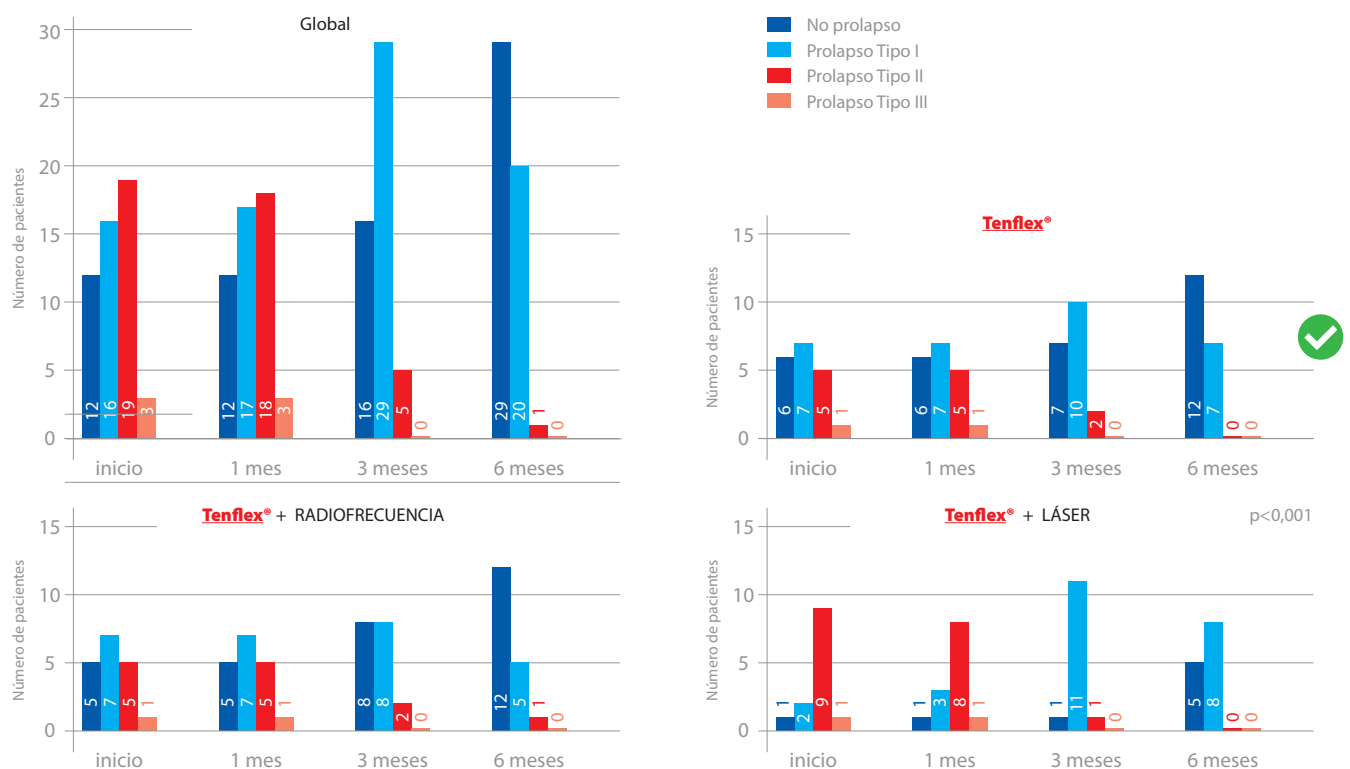 Global
Número de pacientes
30
25
20
15
10
5
0
12 16 19 3
12 17 18 3
16 29 5 0
29 20 1 0
inicio 1 mes 3 meses 6 meses
No prolapso
Prolapso Tipo I
Prolapso Tipo II
Prolapso Tipo III
Tenflex®
Número de pacientes
15
10
5
0
6 7 5 1
6 7 5 1
7 10 2 0
12 7 0 0
inicio 1 mes 3 meses 6 meses
Tenflex® + RADIOFRECUENCIA
Número de pacientes
15
10
5
0
5 7 5 1
5 7 5 1
8 8 2 0
12 5 1 0
inicio 1 mes 3 meses 6 meses
Tenflex® + LÁSER
p<0,001
Número de pacientes
15
10
5
0
1 2 9 1
1 3 8 1
1 11 1 0
5 8 0 0
inicio 1 mes 3 meses 6 meses